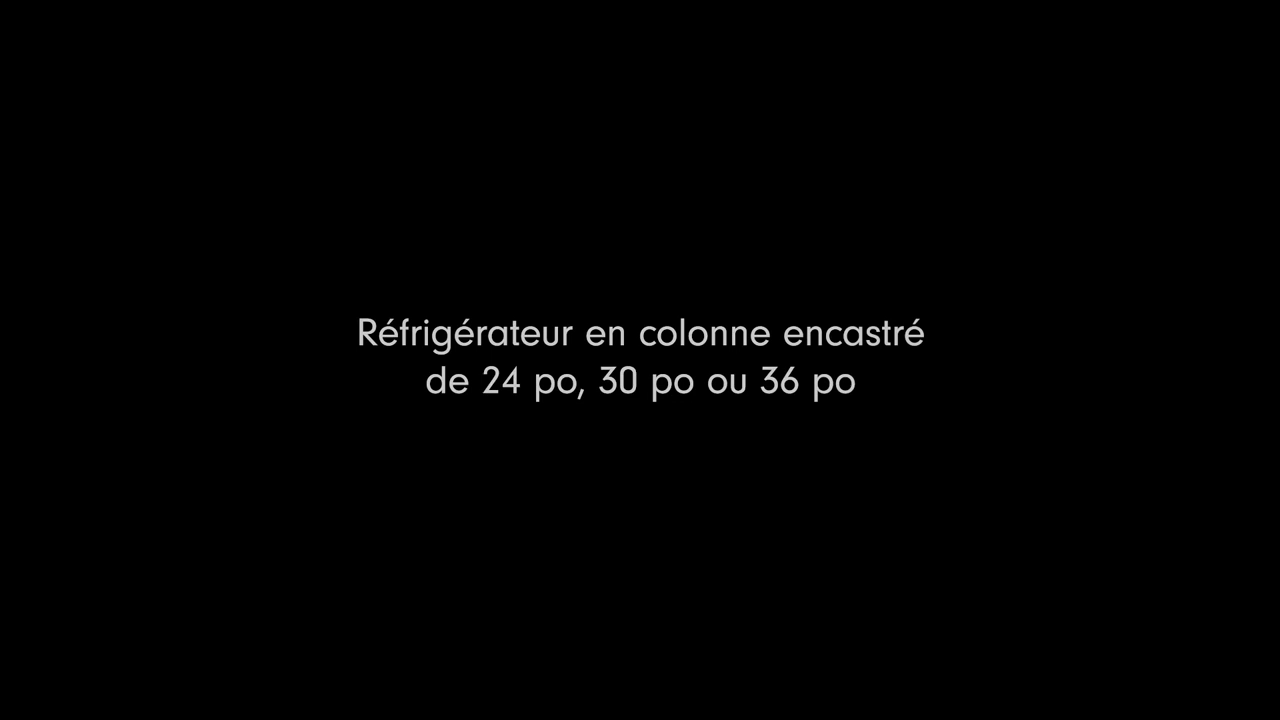 Réfrigérateur en colonne encastré
de 24 po, 30 po ou 36 po